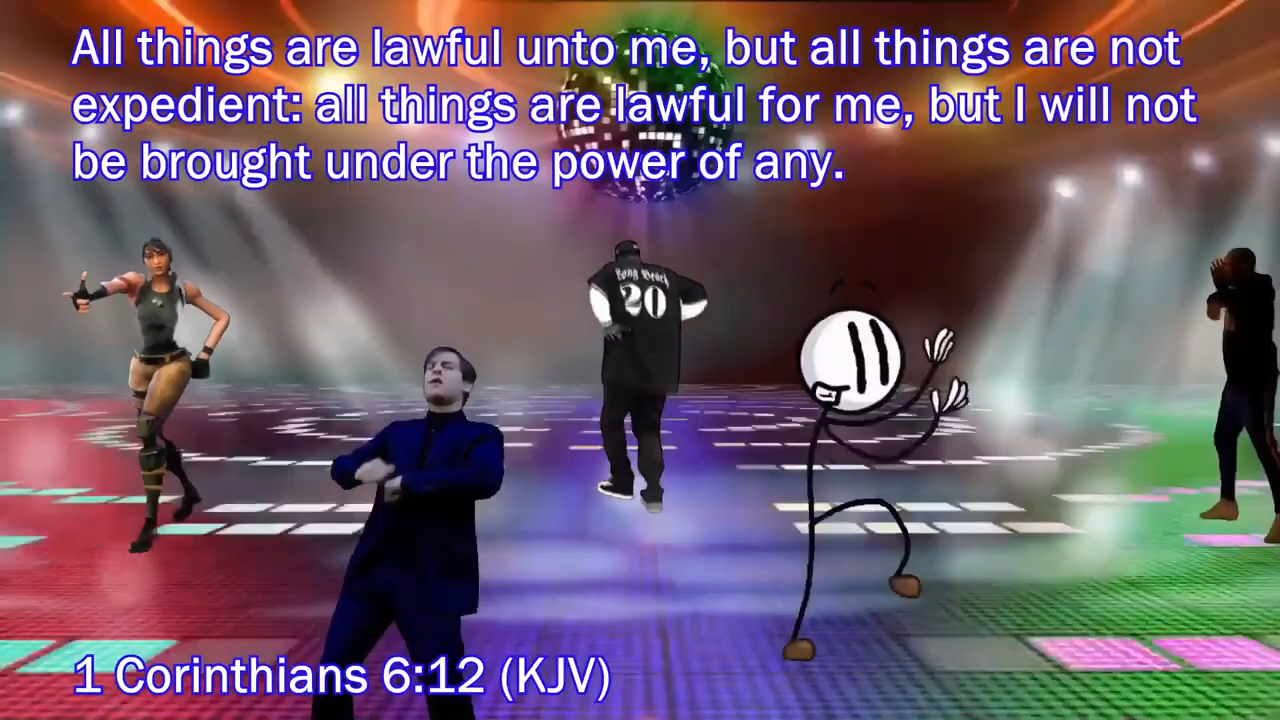 All things are lawful unto me, but all things are not
expedient: all things are lawful for me, but I will not
be brought under the power of any.
Long Beach
20
1 Corinthians 6:12 (KJV)